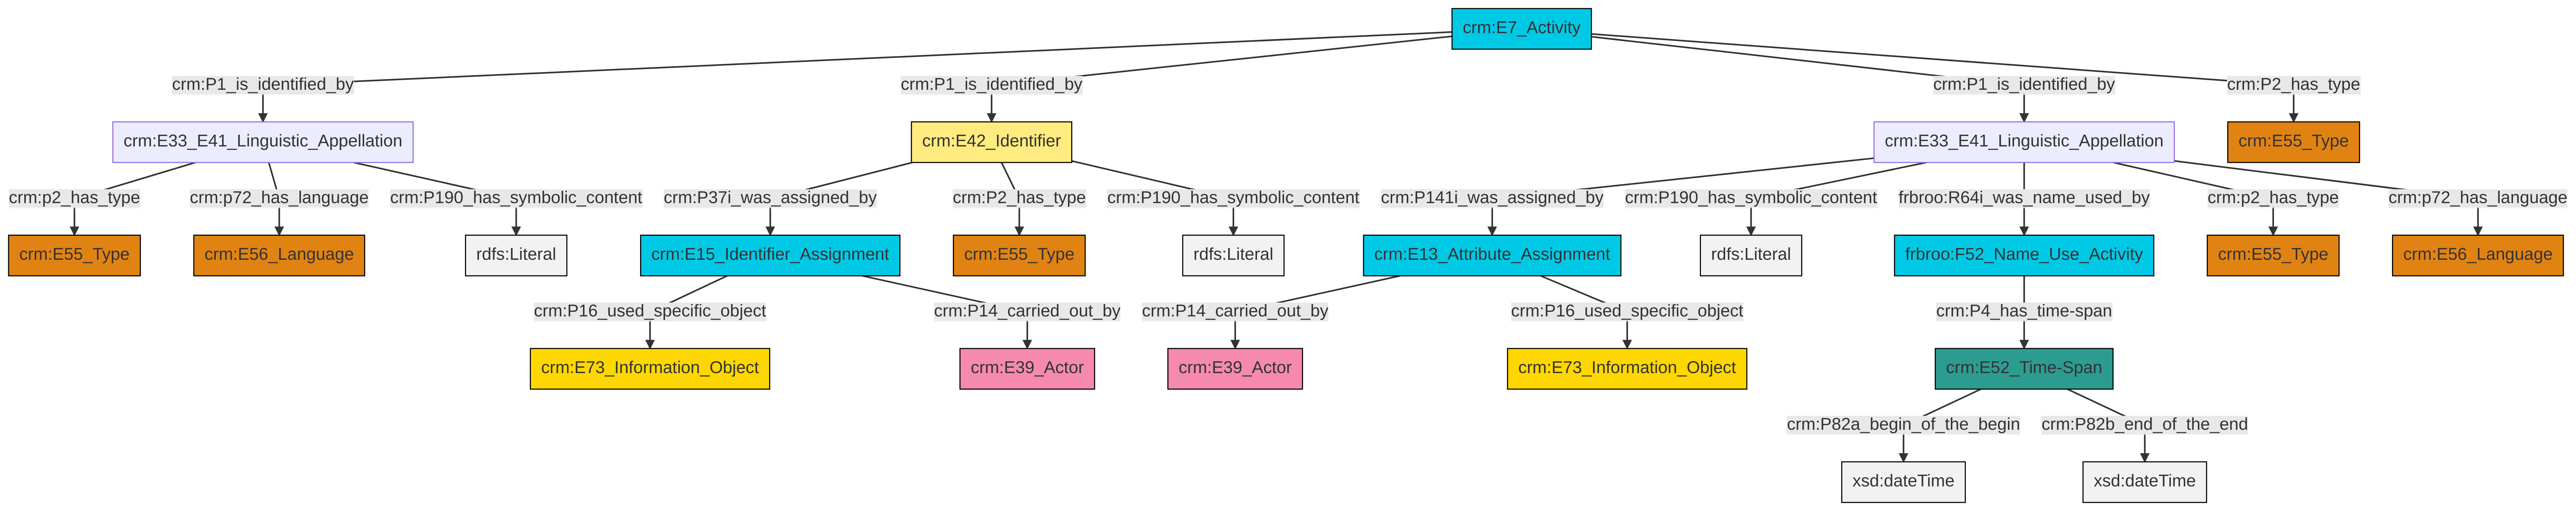 crm:E7_Activity
crm:P1_is_identified_by
crm:P1_is_identified_by
crm:P1_is_identified_by
crm:P2_has_type
crm:E33_E41_Linguistic_Appellation
crm:E42_Identifier
crm:E33_E41_Linguistic_Appellation
crm:E55_Type
crm:p2_has_type
crm:p72_has_language
crm:P190_has_symbolic_content
crm:P37i_was_assigned_by
crm:P2_has_type
crm:P190_has_symbolic_content
crm:P141i_was_assigned_by
crm:P190_has_symbolic_content
frbroo:R64i_was_name_used_by
crm:p2_has_type
crm:p72_has_language
crm:E55_Type
crm:E56_Language
rdfs:Literal
crm:E15_Identifier_Assignment
crm:E55_Type
rdfs:Literal
crm:E13_Attribute_Assignment
rdfs:Literal
frbroo:F52_Name_Use_Activity
crm:E55_Type
crm:E56_Language
crm:P16_used_specific_object
crm:P14_carried_out_by
crm:P14_carried_out_by
crm:P16_used_specific_object
crm:P4_has_time-span
crm:E73_Information_Object
crm:E39_Actor
crm:E39_Actor
crm:E73_Information_Object
crm:E52_Time-Span
crm:P82a_begin_of_the_begin
crm:P82b_end_of_the_end
xsd:dateTime
xsd:dateTime